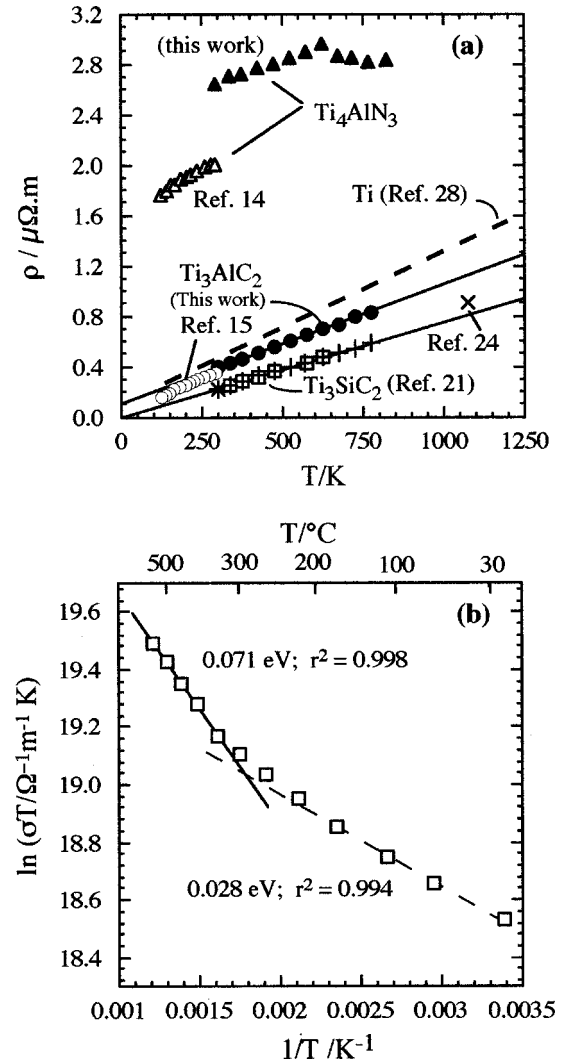 3.2
2.8
2.4
2.0
1.6
1.2
0.8
0.4
0.0
ρ / μΩ.m
(this work)
(a)
Ti₄AlN₃
Ref. 14
Ti (Ref. 28)
Ti₃AlC₂
(This work)
Ref. 15
Ref. 24
Ti₃SiC₂ (Ref. 21)
0 250 500 750 1000 1250
T/K
T/°C
500 300 200 100 30
(b)
19.6
19.4
19.2
19.0
18.8
18.6
18.4
ln (σT/Ω⁻¹m⁻¹ K)
0.071 eV; r² = 0.998
0.028 eV; r² = 0.994
0.001 0.0015 0.002 0.0025 0.003 0.0035
1/T /K⁻¹